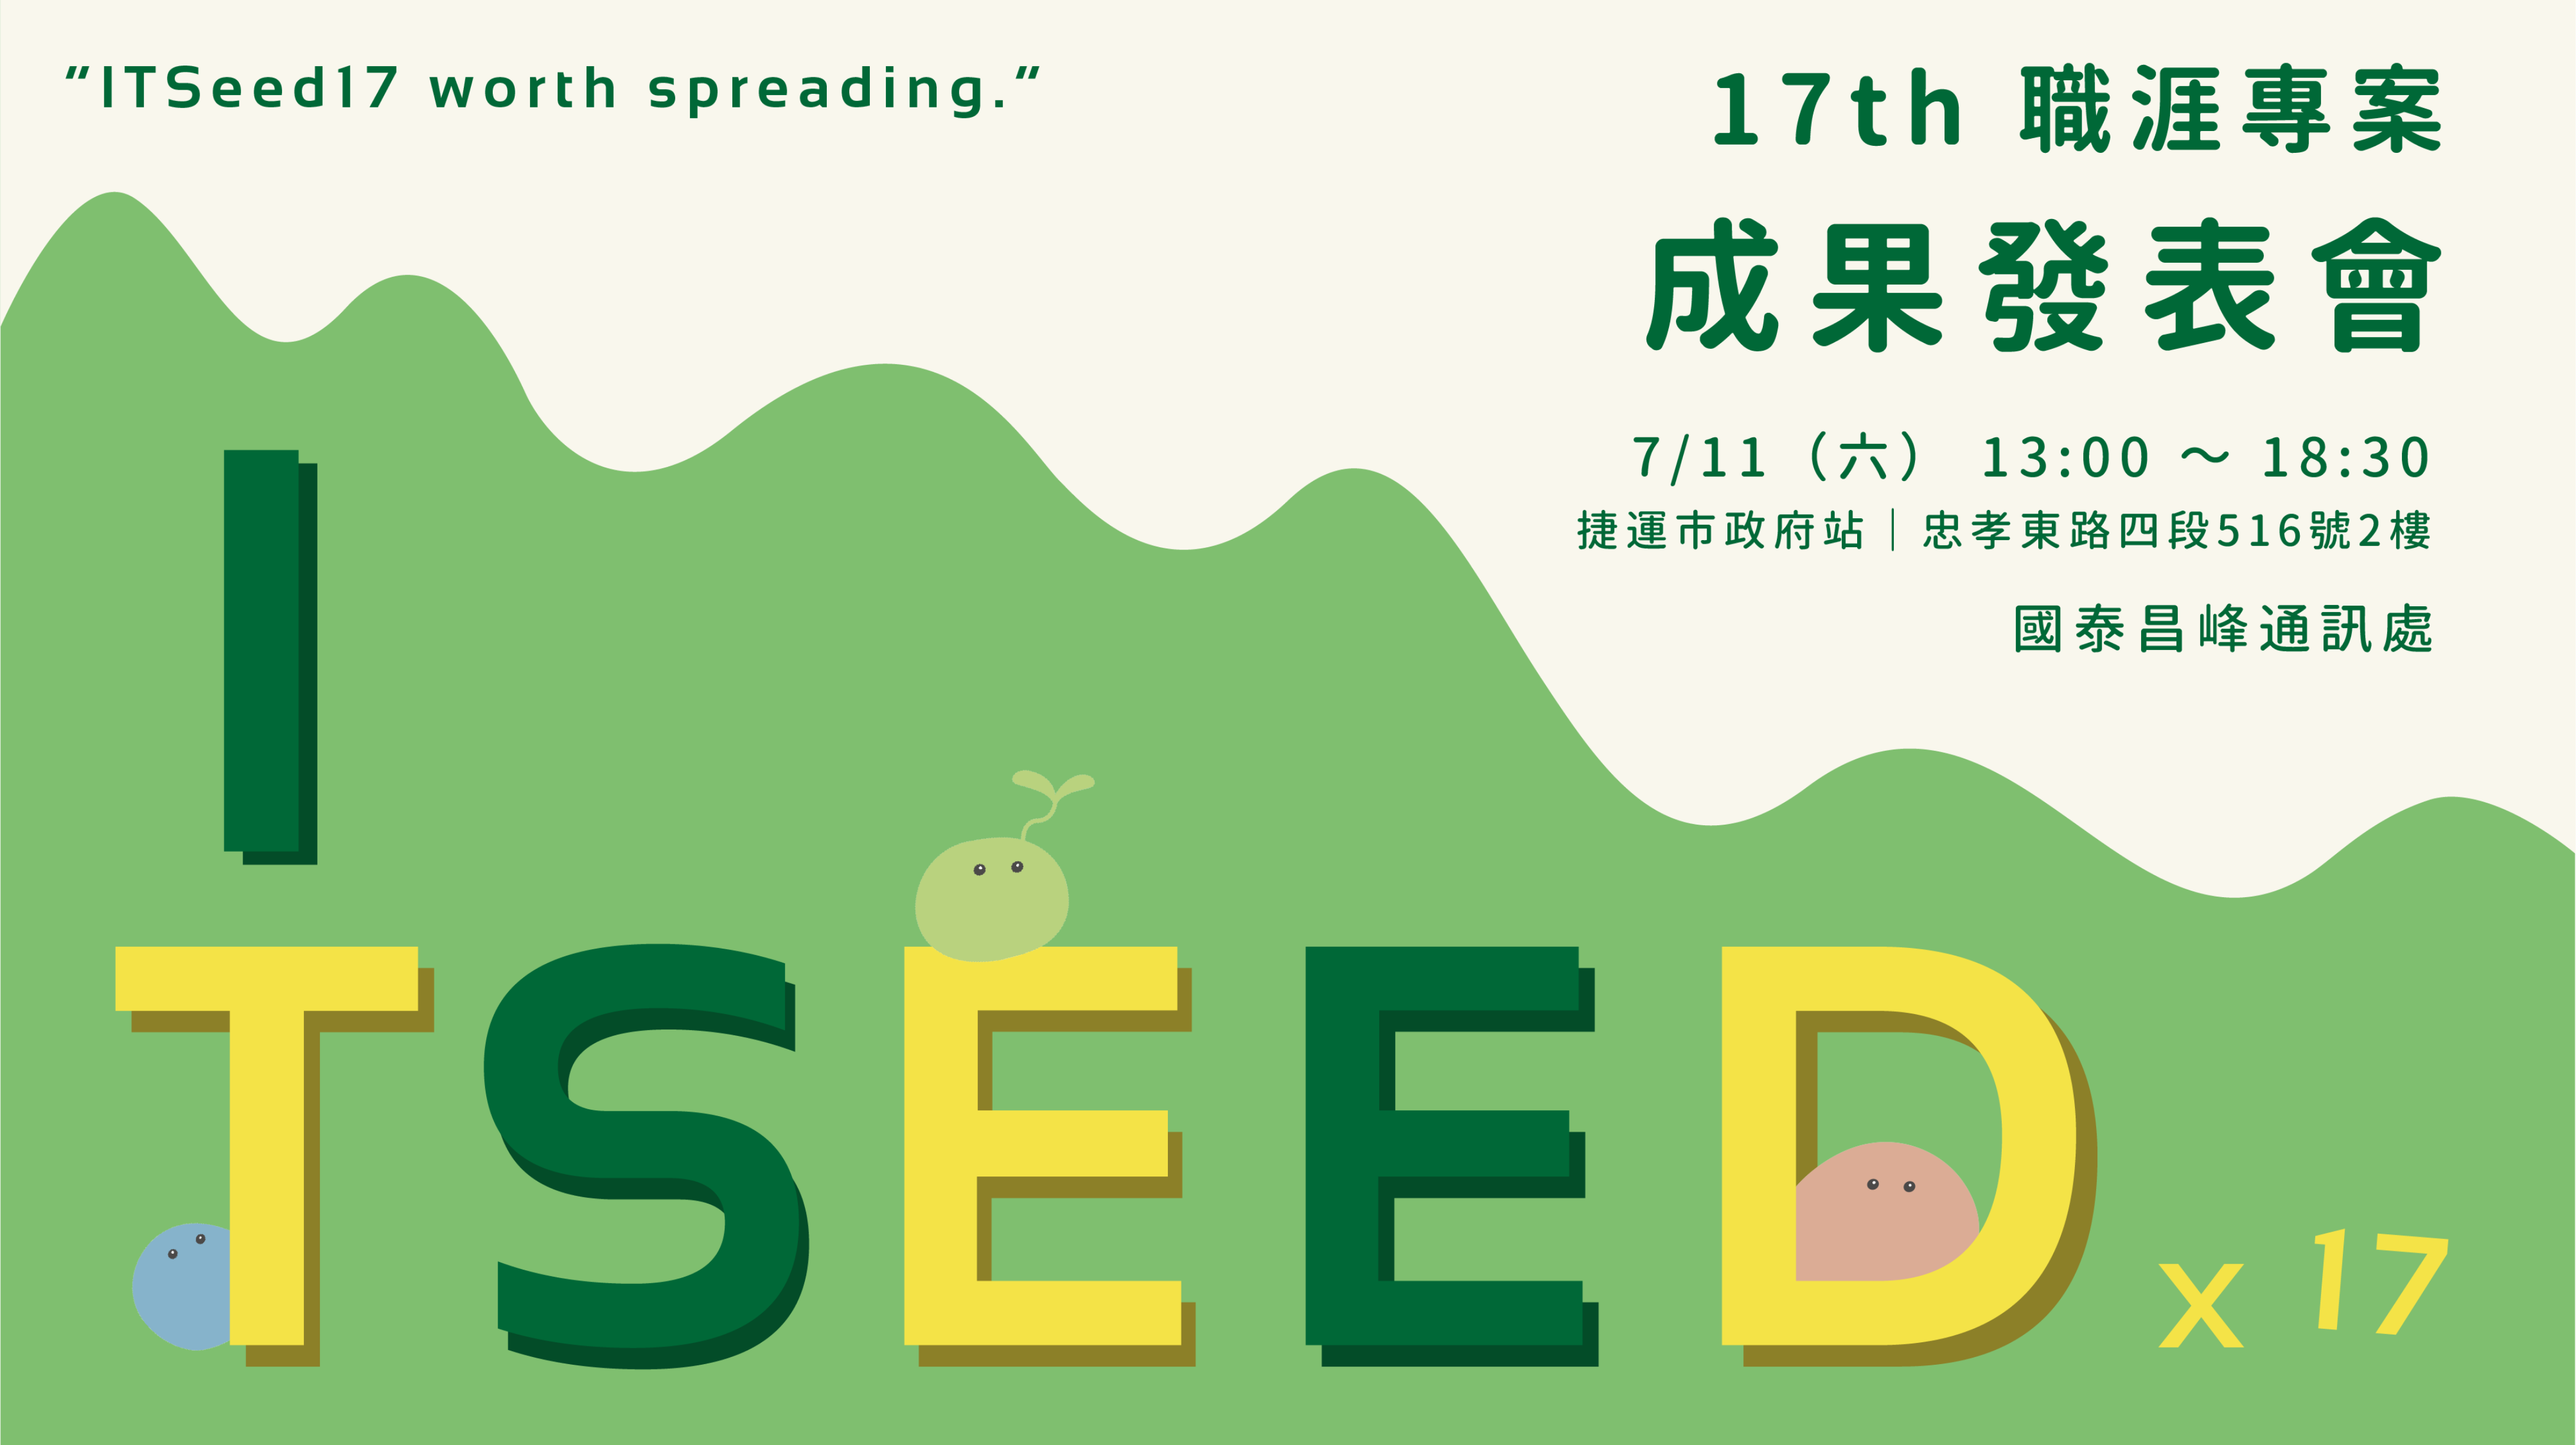 ”ITSeed17 worth spreading.”
17th 職涯專案
成果發表會
7/11（六） 13:00 ～ 18:30
捷運市政府站｜忠孝東路四段516號2樓
國泰昌峰通訊處
I
TSEED x 17